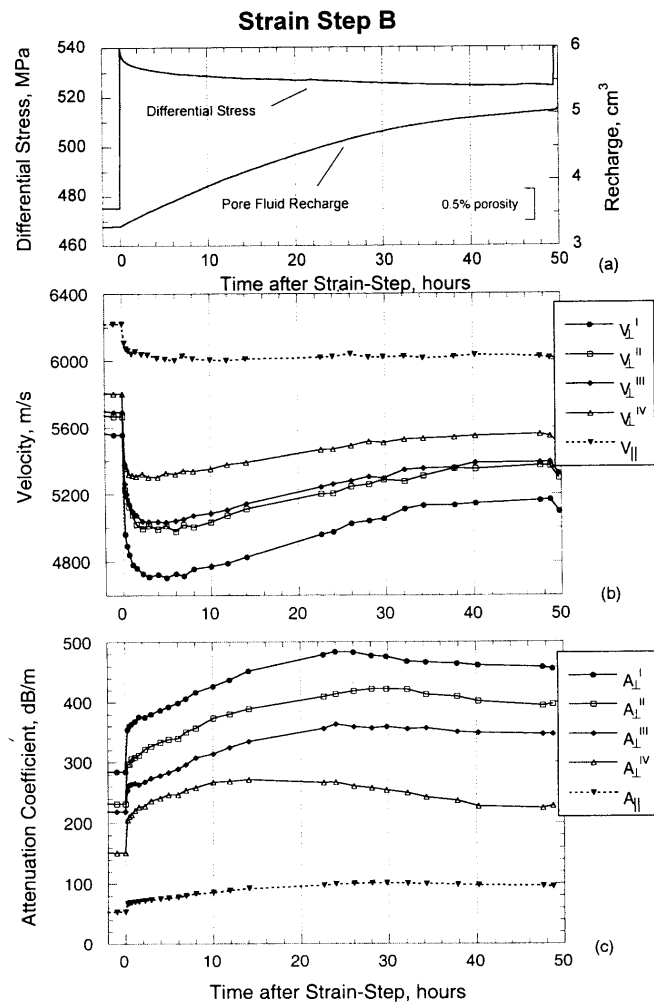 Strain Step B
(a)
Differential Stress, MPa
540
520
500
480
460
Differential Stress
Pore Fluid Recharge
0.5% porosity
6
5
4
3
Recharge, cm³
0 10 20 30 40 50
Time after Strain-Step, hours
(a)
Velocity, m/s
6400
6000
5600
5200
4800
V⊥ᴵ
V⊥ᴵᴵ
V⊥ᴵᴵᴵ
V⊥ᴵⱽ
V||
0 10 20 30 40 50
(b)
Attenuation Coefficient, dB/m
500
400
300
200
100
0
A⊥ᴵ
A⊥ᴵᴵ
A⊥ᴵᴵᴵ
A⊥ᴵⱽ
A||
(c)
0 10 20 30 40 50
Time after Strain-Step, hours